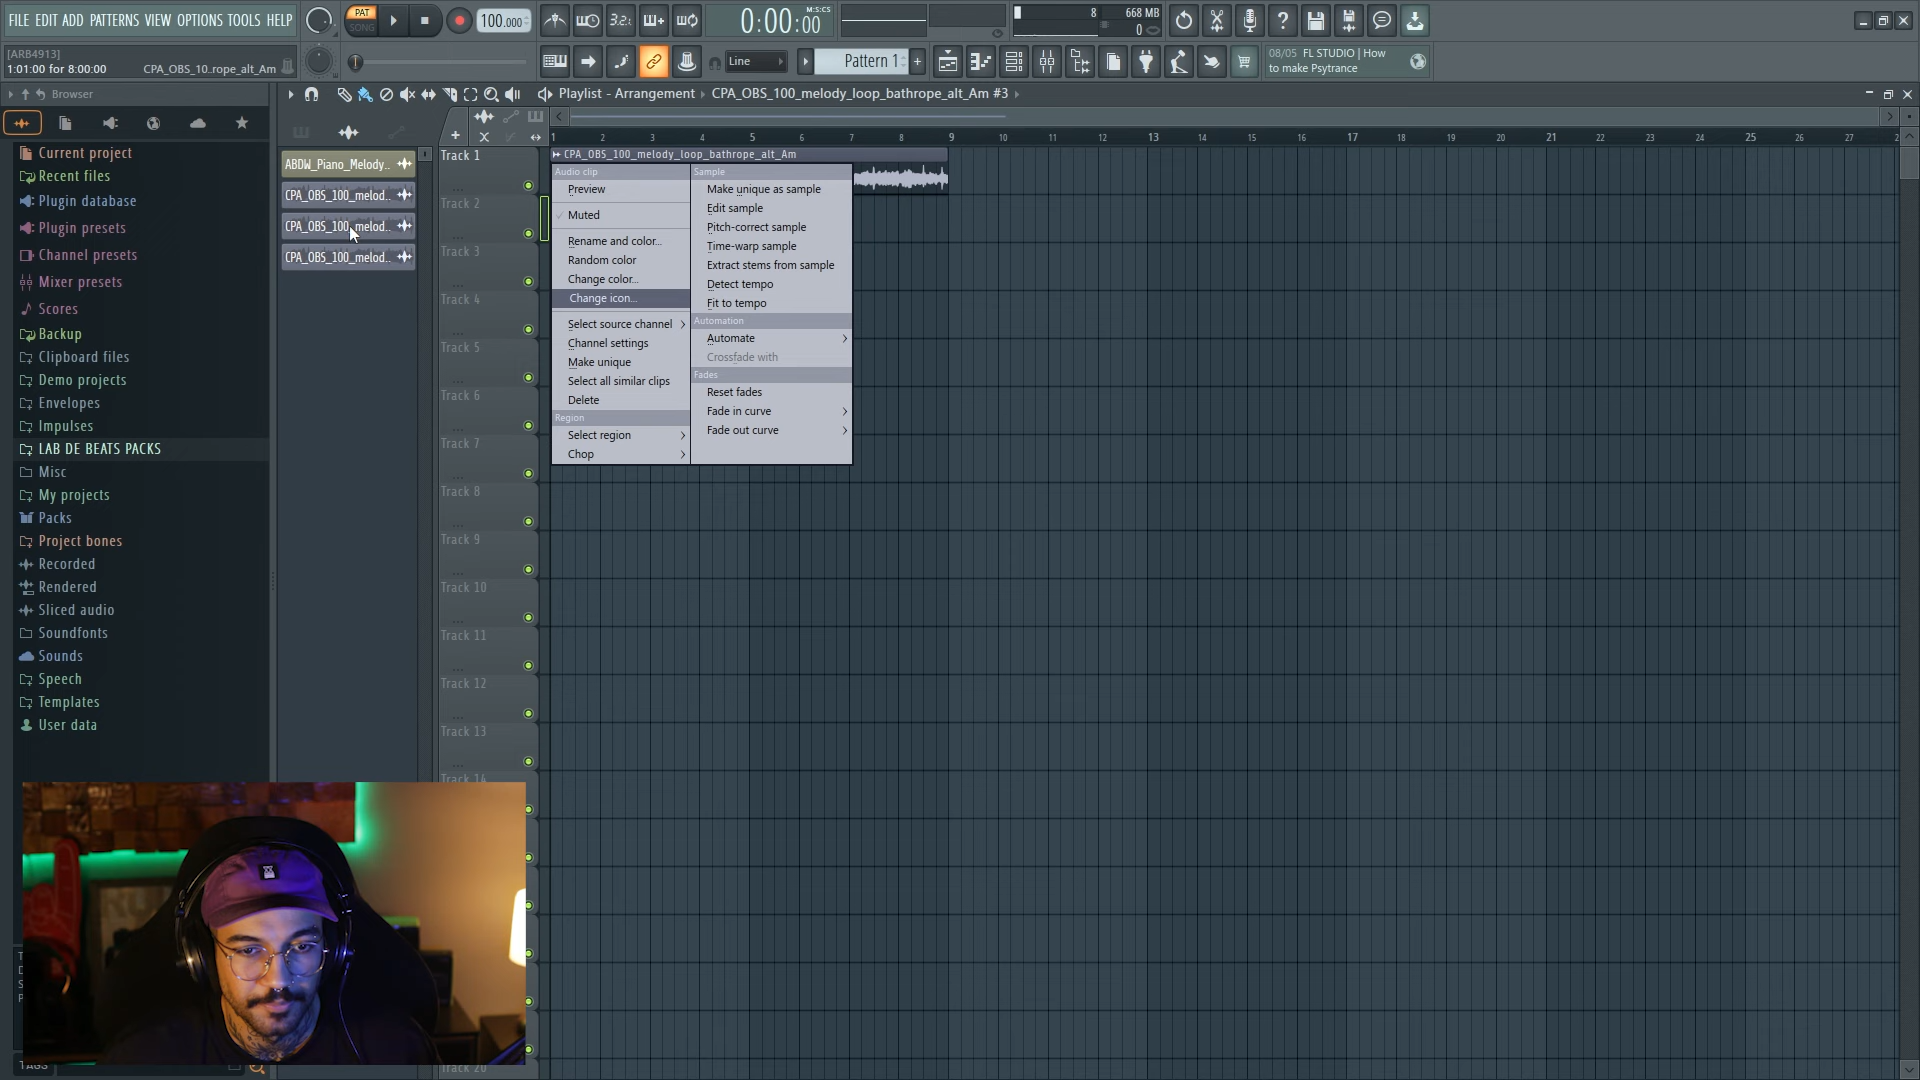 FILE EDIT ADD PATTERNS VIEW OPTIONS TOOLS HELP
PAT
SONG
100.000
3.2.
0:00:00
M:S:CS
8
668 MB
0
[ARB4913]
1:01:00 for 8:00:00
CPA_OBS_10..rope_alt_Am
Line
Pattern 1
+
08/05 FL STUDIO | How
to make Psytrance
Browser
Playlist - Arrangement
CPA_OBS_100_melody_loop_bathrope_alt_Am #3
Current project
Recent files
Plugin database
Plugin presets
Channel presets
Mixer presets
Scores
Backup
Clipboard files
Demo projects
Envelopes
Impulses
LAB DE BEATS PACKS
Misc
My projects
Packs
Project bones
Recorded
Rendered
Sliced audio
Soundfonts
Sounds
Speech
Templates
User data
TAGS
ABDW_Piano_Melody..
CPA_OBS_100_melod..
CPA_OBS_100_melod..
CPA_OBS_100_melod..
1 2 3 4 5 6 7 8 9 10 11 12 13 14 15 16 17 18 19 20 21 22 23 24 25 26 27
Track 1
Track 2
Track 3
Track 4
Track 5
Track 6
Track 7
Track 8
Track 9
Track 10
Track 11
Track 12
Track 13
Track 14
Track 20
CPA_OBS_100_melody_loop_bathrope_alt_Am
Audio clip
Preview
Muted
Rename and color...
Random color
Change color...
Change icon...
Select source channel
Channel settings
Make unique
Select all similar clips
Delete
Region
Select region
Chop
Sample
Make unique as sample
Edit sample
Pitch-correct sample
Time-warp sample
Extract stems from sample
Detect tempo
Fit to tempo
Automation
Automate
Crossfade with
Fades
Reset fades
Fade in curve
Fade out curve